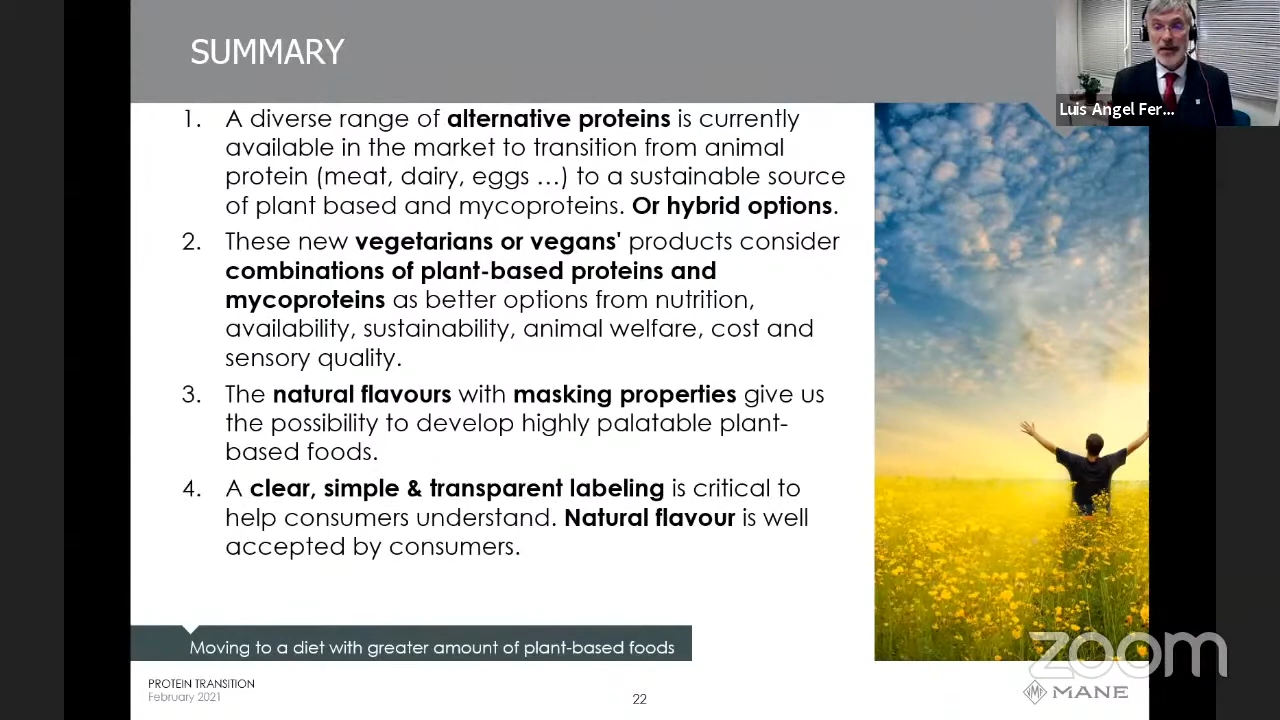 SUMMARY
Luis Angel Fer...
1. A diverse range of alternative proteins is currently
available in the market to transition from animal
protein (meat, dairy, eggs ...) to a sustainable source
of plant based and mycoproteins. Or hybrid options.
2. These new vegetarians or vegans' products consider
combinations of plant-based proteins and
mycoproteins as better options from nutrition,
availability, sustainability, animal welfare, cost and
sensory quality.
3. The natural flavours with masking properties give us
the possibility to develop highly palatable plant-
based foods.
4. A clear, simple & transparent labeling is critical to
help consumers understand. Natural flavour is well
accepted by consumers.
Moving to a diet with greater amount of plant-based foods
PROTEIN TRANSITION
February 2021
22
zoom
MANE